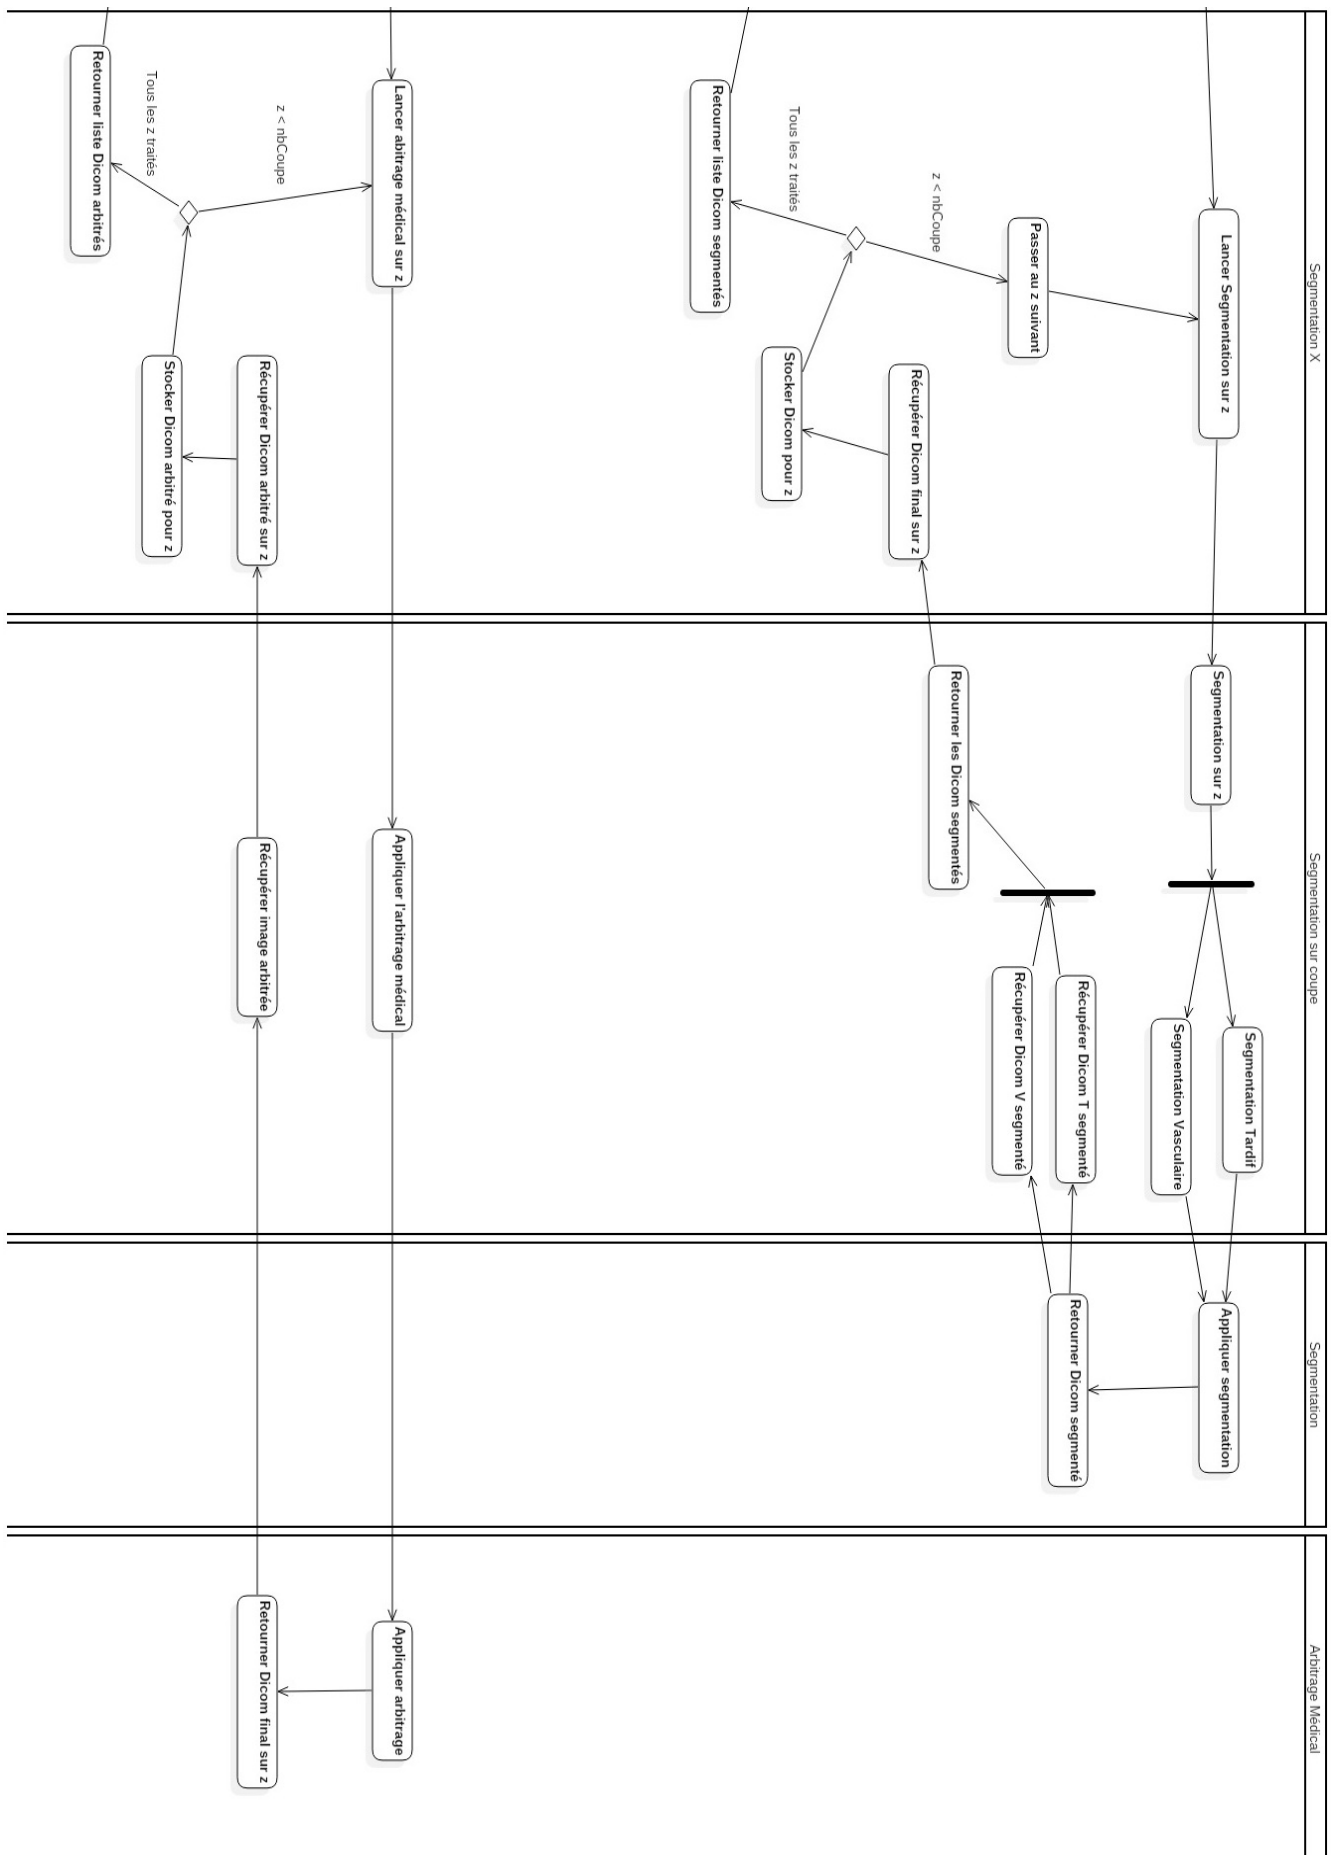 Segmentation X
Segmentation sur coupe
Segmentation
Arbitrage Médical
Lancer Segmentation sur z
Segmentation sur z
Segmentation Tardif
Segmentation Vasculaire
Appliquer segmentation
Retourner Dicom segmenté
Récupérer Dicom T segmenté
Récupérer Dicom V segmenté
Passer au z suivant
Retourner les Dicom segmentés
z < nbCoupe
Récupérer Dicom final sur z
Stocker Dicom pour z
Tous les z traités
Retourner liste Dicom segmentés
Lancer abitrage médical sur z
Appliquer l'arbitrage médical
Appliquer arbitrage
z < nbCoupe
Récupérer Dicom arbitré sur z
Récupérer image arbitrée
Retourner Dicom final sur z
Stocker Dicom arbitré pour z
Tous les z traités
Retourner liste Dicom arbitrés